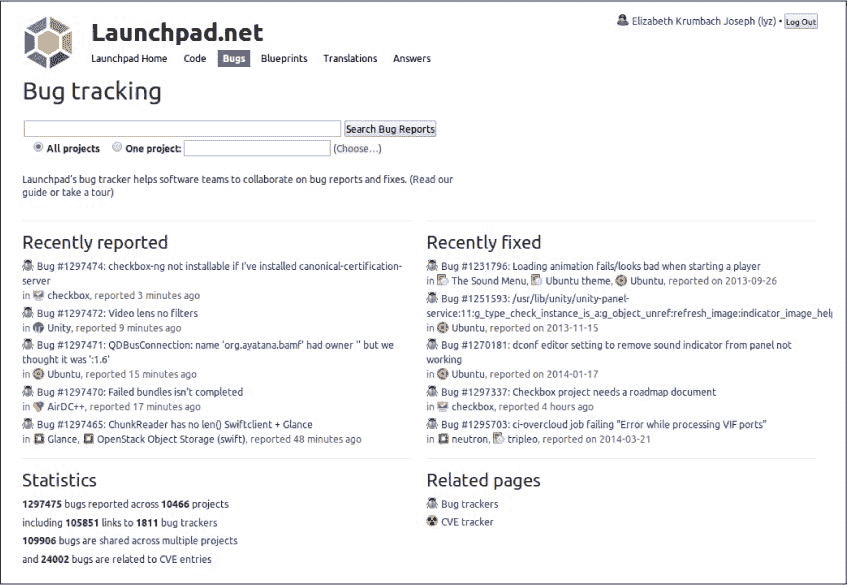 Launchpad.net
Elizabeth Krumbach Joseph (lyz) • Log Out
Launchpad Home Code Bugs Blueprints Translations Answers
Bug tracking
Search Bug Reports
All projects One project: (Choose...)
Launchpad's bug tracker helps software teams to collaborate on bug reports and fixes. (Read our
guide or take a tour)
Recently reported
Bug #1297474: checkbox-ng not installable if I've installed canonical-certification-
server
in checkbox, reported 3 minutes ago
Bug #1297472: Video lens no filters
in Unity, reported 9 minutes ago
Bug #1297471: QDBusConnection: name 'org.ayatana.bamf' had owner '' but we
thought it was ':1.6'
in Ubuntu, reported 15 minutes ago
Bug #1297470: Failed bundles isn't completed
in AirDC++, reported 17 minutes ago
Bug #1297465: ChunkReader has no len() Swiftclient + Glance
in Glance, OpenStack Object Storage (swift), reported 48 minutes ago
Recently fixed
Bug #1231796: Loading animation fails/looks bad when starting a player
in The Sound Menu, Ubuntu theme, Ubuntu, reported on 2013-09-26
Bug #1251593: /usr/lib/unity/unity-panel-
service:11:g_type_check_instance_is_a:g_object_unref:refresh_image:indicator_image_help
in Ubuntu, reported on 2013-11-15
Bug #1270181: dconf editor setting to remove sound indicator from panel not
working
in Ubuntu, reported on 2014-01-17
Bug #1297337: Checkbox project needs a roadmap document
in checkbox, reported 4 hours ago
Bug #1295703: ci-overcloud job failing "Error while processing VIF ports"
in neutron, tripleo, reported on 2014-03-21
Statistics
1297475 bugs reported across 10466 projects
including 105851 links to 1811 bug trackers
109906 bugs are shared across multiple projects
and 24002 bugs are related to CVE entries
Related pages
Bug trackers
CVE tracker